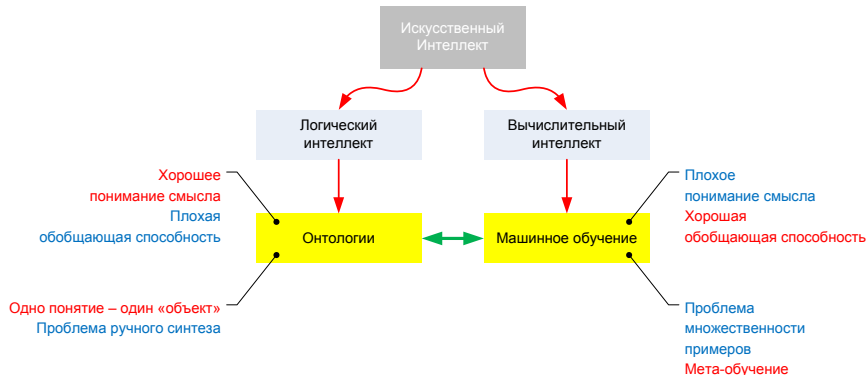 Искусственный
Интеллект
Логический
интеллект
Вычислительный
интеллект
Хорошее
понимание смысла
Плохая
обобщающая способность
Плохое
понимание смысла
Хорошая
обобщающая способность
Онтологии
Машинное обучение
Одно понятие – один «объект»
Проблема ручного синтеза
Проблема
множественности
примеров
Мета-обучение